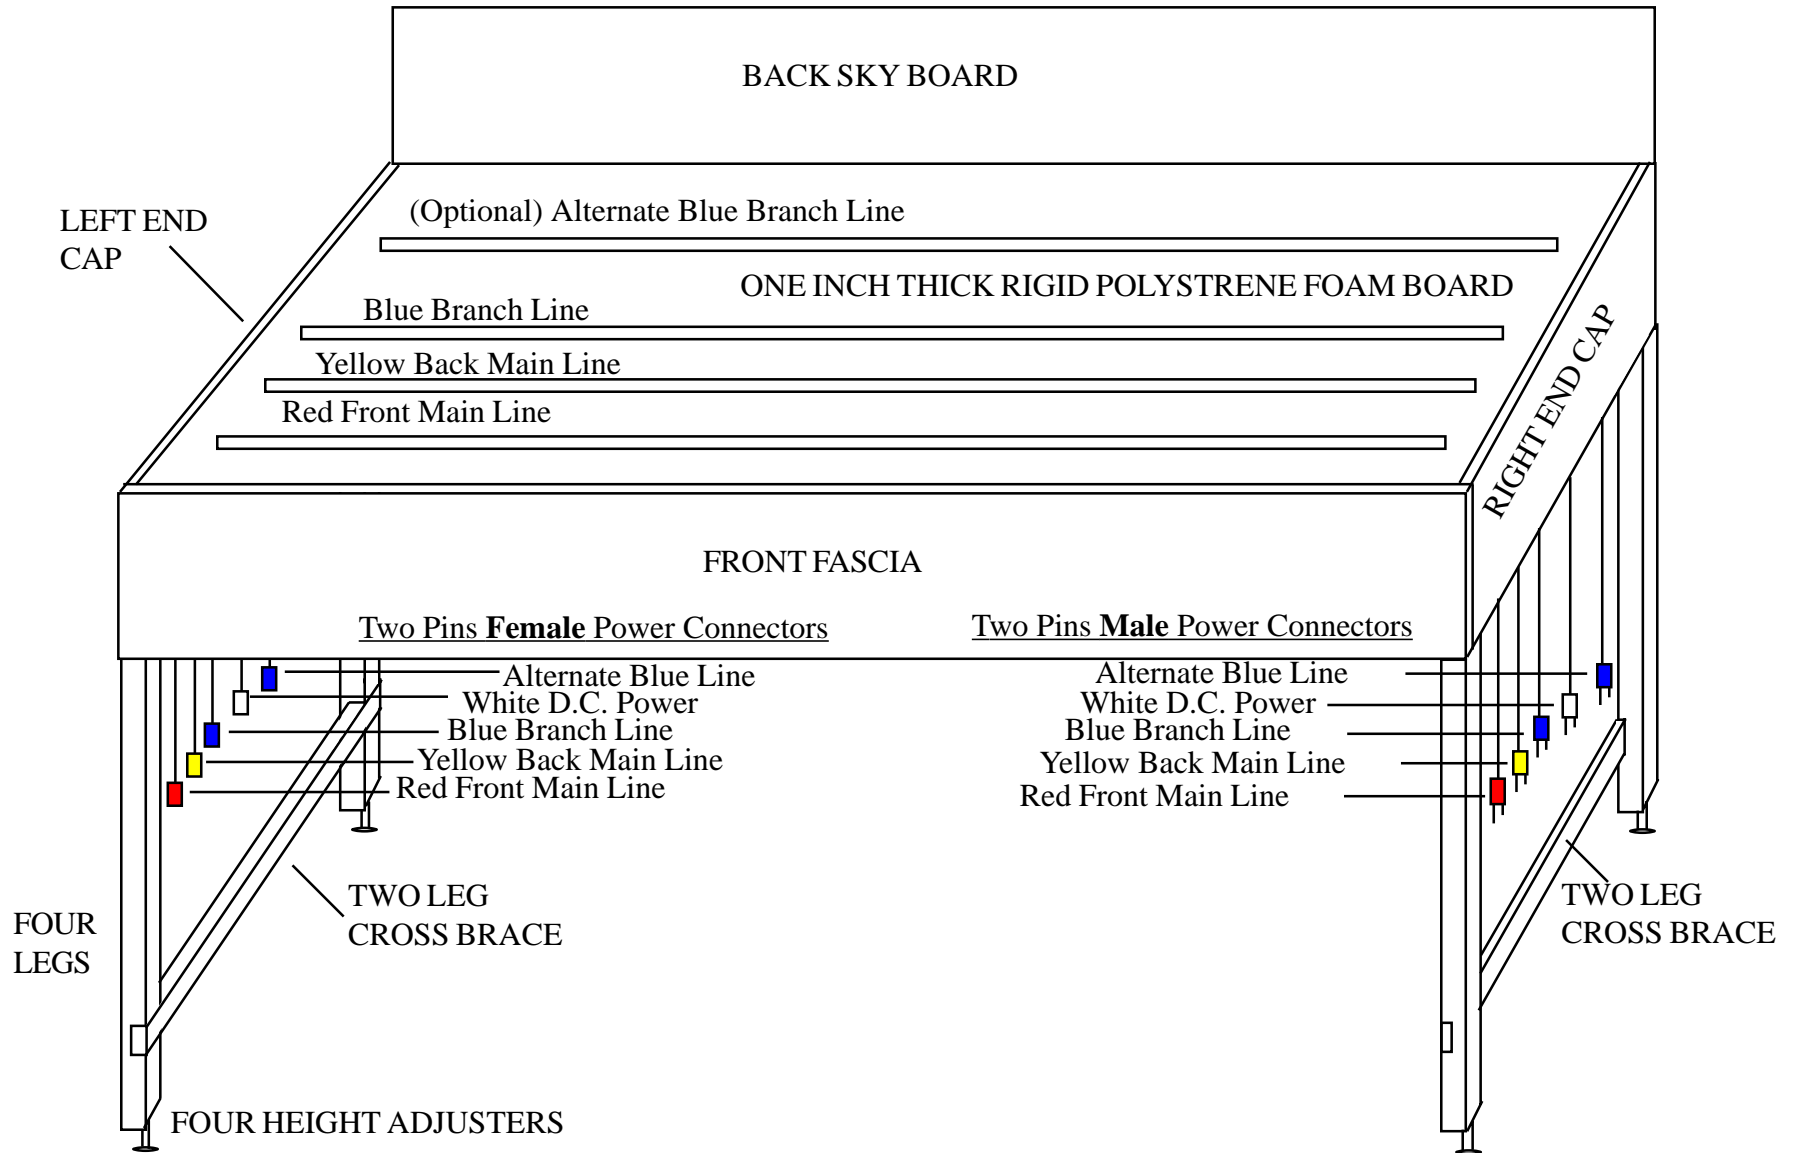 BACK SKY BOARD
(Optional) Alternate Blue Branch Line
LEFT END
CAP
ONE INCH THICK RIGID POLYSTRENE FOAM BOARD
Blue Branch Line
Yellow Back Main Line
Red Front Main Line
RIGHT END CAP
FRONT FASCIA
Two Pins Female Power Connectors
Alternate Blue Line
White D.C. Power
Blue Branch Line
Yellow Back Main Line
Red Front Main Line
Two Pins Male Power Connectors
Alternate Blue Line
White D.C. Power
Blue Branch Line
Yellow Back Main Line
Red Front Main Line
FOUR
LEGS
TWO LEG
CROSS BRACE
TWO LEG
CROSS BRACE
FOUR HEIGHT ADJUSTERS